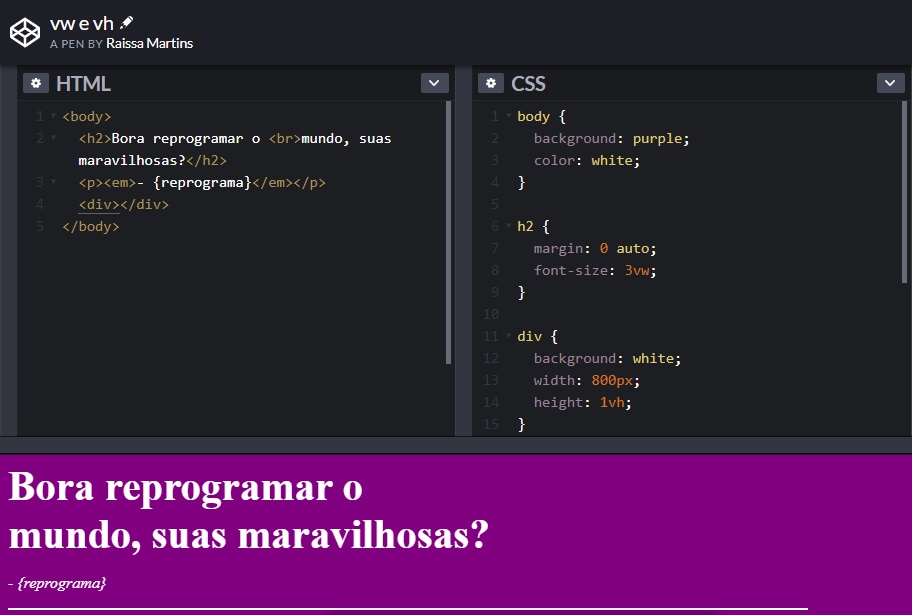 vw e vh
A PEN BY Raissa Martins
HTML
1 <body>
2 <h2>Bora reprogramar o <br>mundo, suas
maravilhosas?</h2>
3 <p><em>- {reprograma}</em></p>
4 <div></div>
5 </body>
CSS
1 body {
2 background: purple;
3 color: white;
4 }
5
6 h2 {
7 margin: 0 auto;
8 font-size: 3vw;
9 }
10
11 div {
12 background: white;
13 width: 800px;
14 height: 1vh;
15 }
Bora reprogramar o
mundo, suas maravilhosas?
- {reprograma}